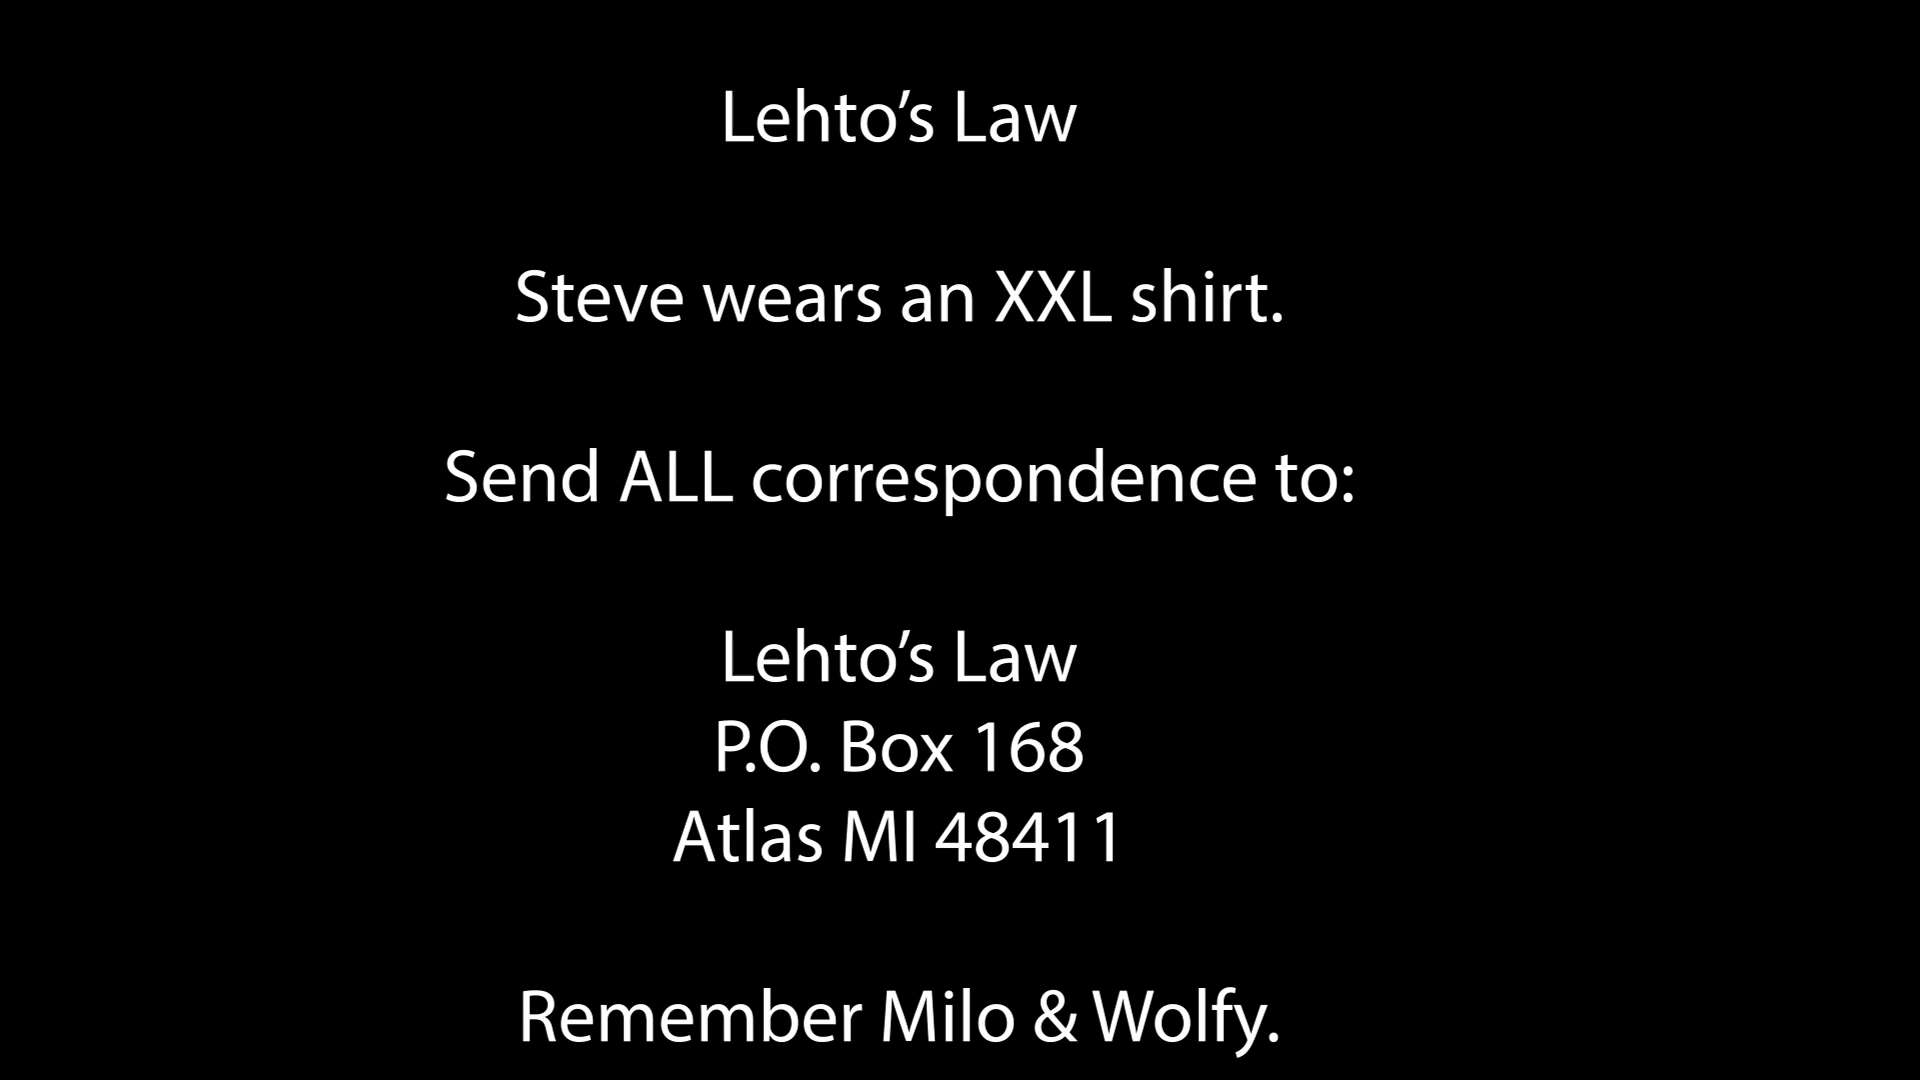 Lehto’s Law
Steve wears an XXL shirt.
Send ALL correspondence to:
Lehto’s Law
P.O. Box 168
Atlas MI 48411
Remember Milo & Wolfy.